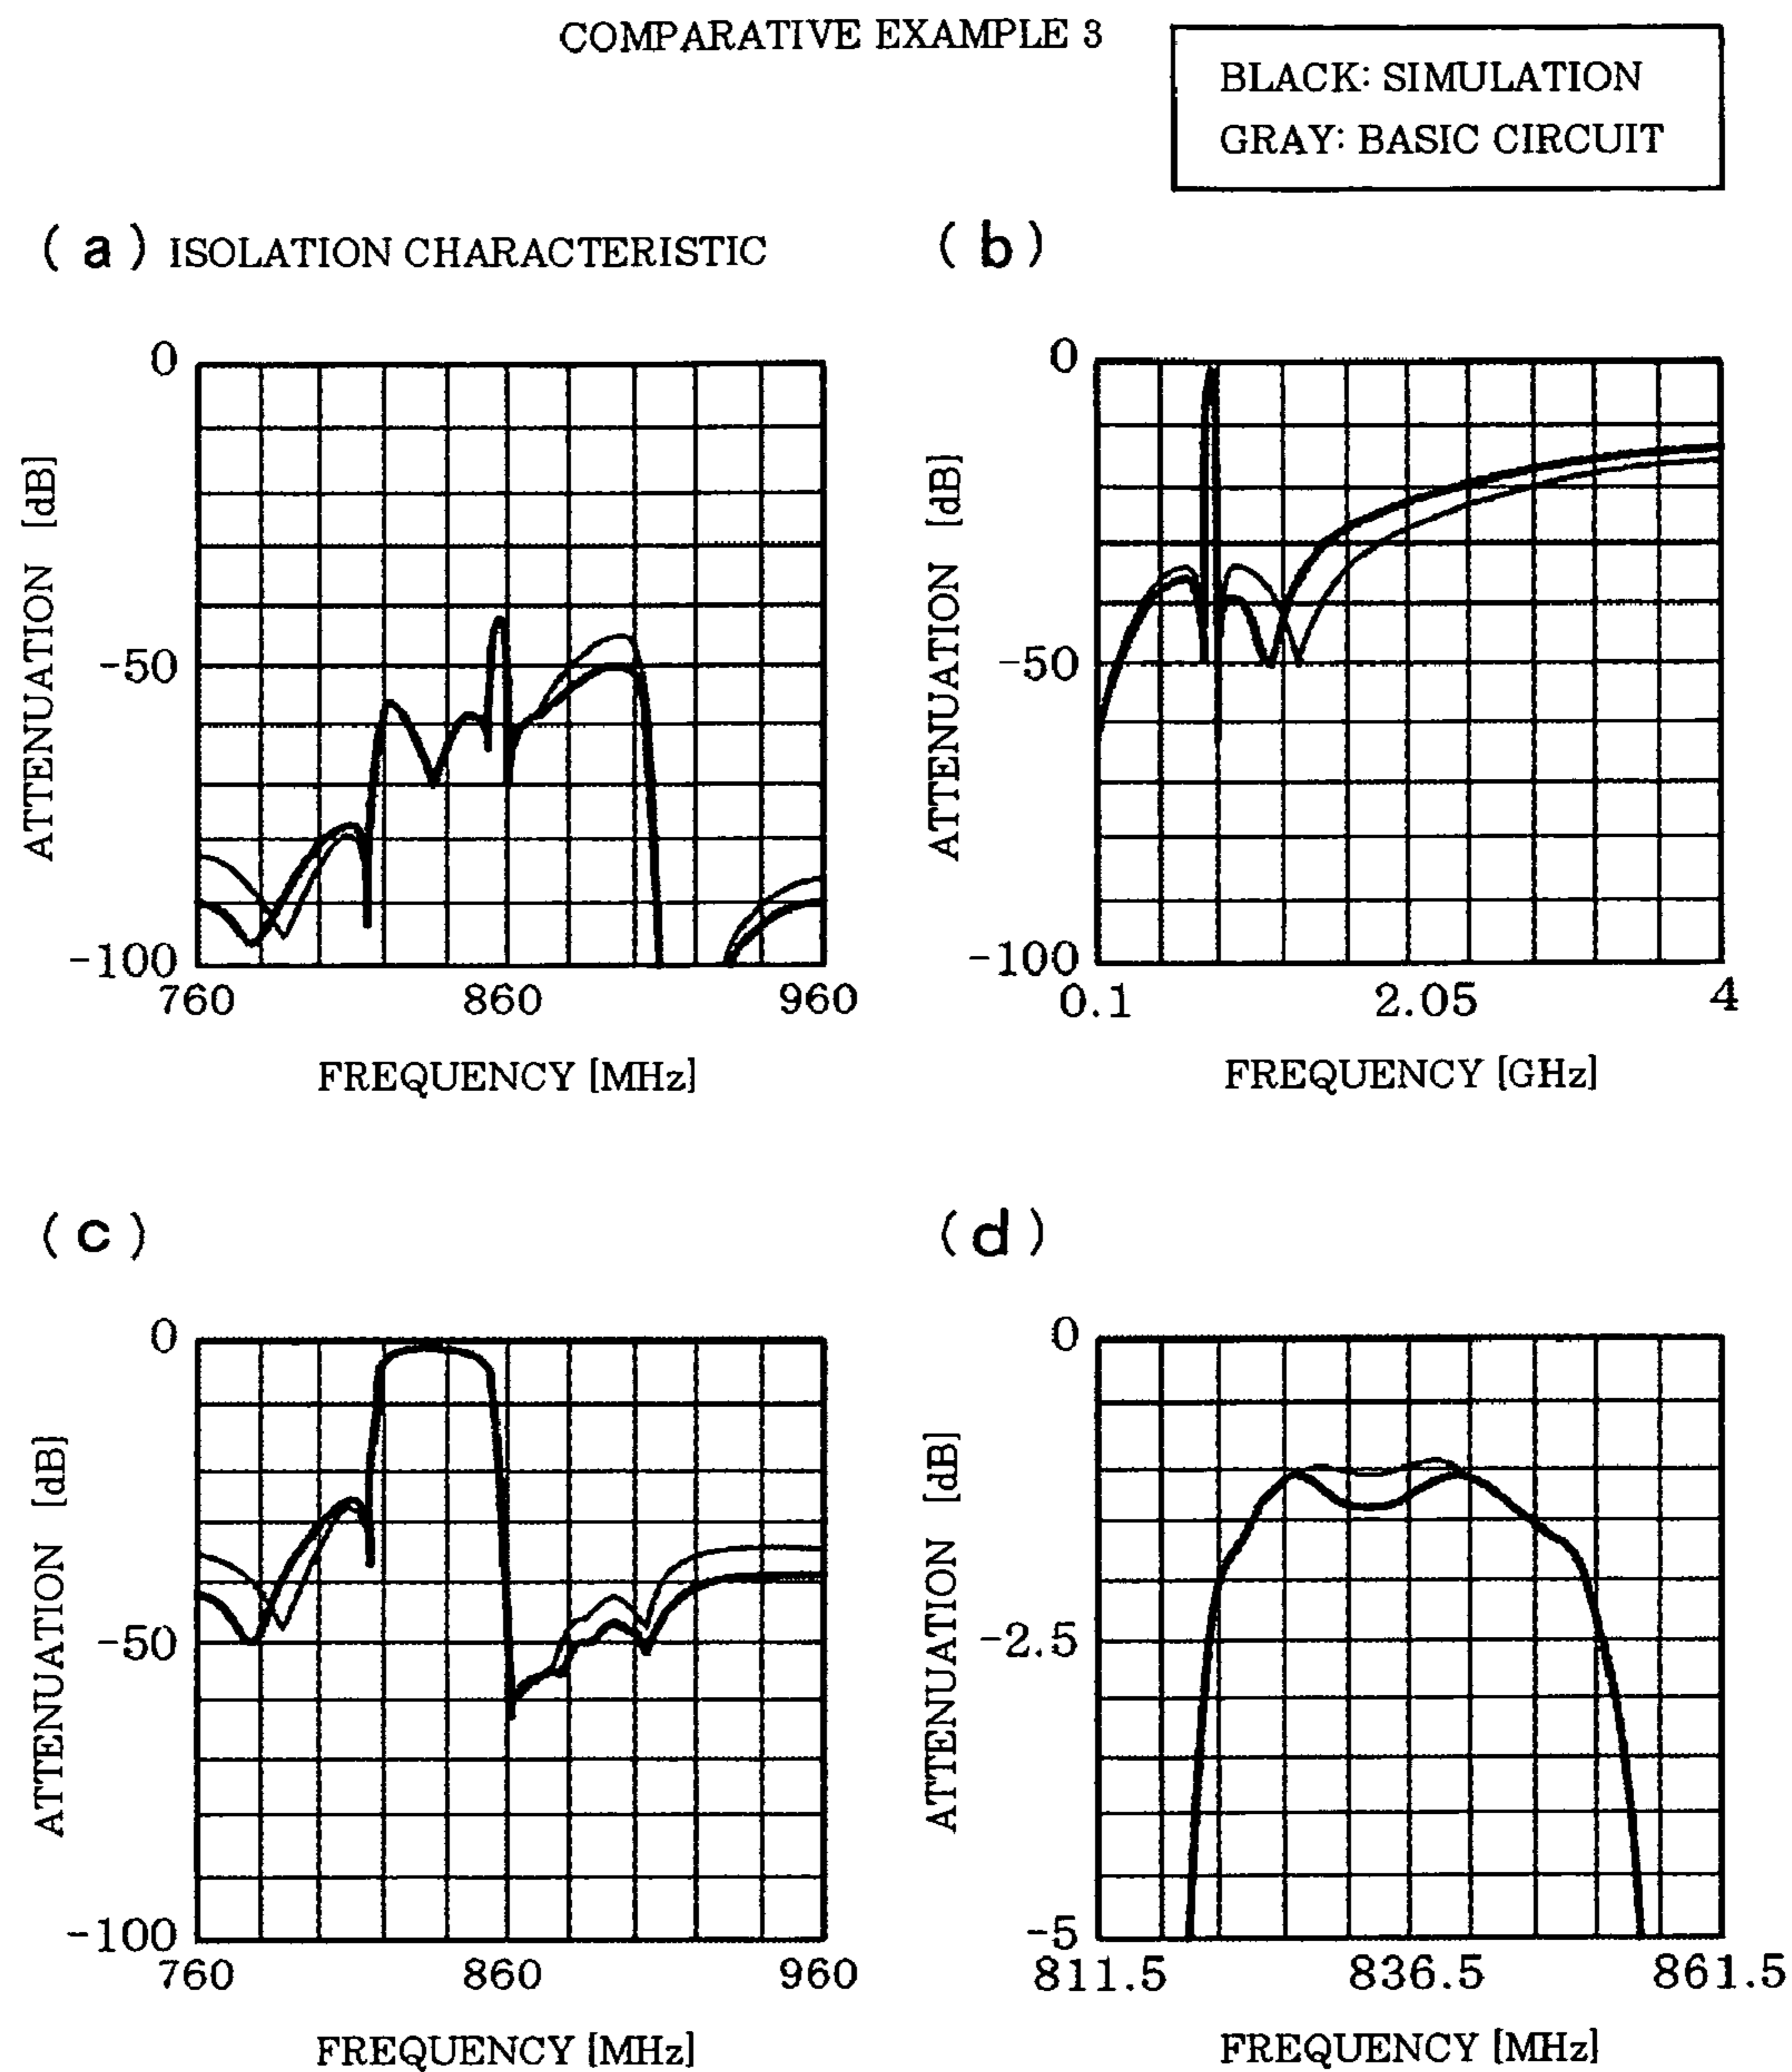 COMPARATIVE EXAMPLE 3
BLACK: SIMULATION
GRAY: BASIC CIRCUIT
(a) ISOLATION CHARACTERISTIC
ATTENUATION [dB]
0
-50
-100
760
860
960
FREQUENCY [MHz]
(b)
ATTENUATION [dB]
0
-50
-100
0.1
2.05
4
FREQUENCY [GHz]
(c)
ATTENUATION [dB]
0
-50
-100
760
860
960
FREQUENCY [MHz]
(d)
ATTENUATION [dB]
0
-2.5
-5
811.5
836.5
861.5
FREQUENCY [MHz]